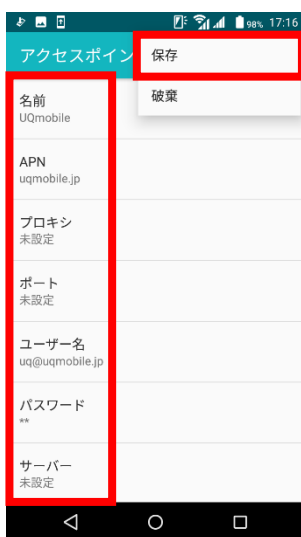 98% 17:16
アクセスポイン
保存
破棄
名前
UQmobile
APN
uqmobile.jp
プロキシ
未設定
ポート
未設定
ユーザー名
uq@uqmobile.jp
パスワード
**
サーバー
未設定